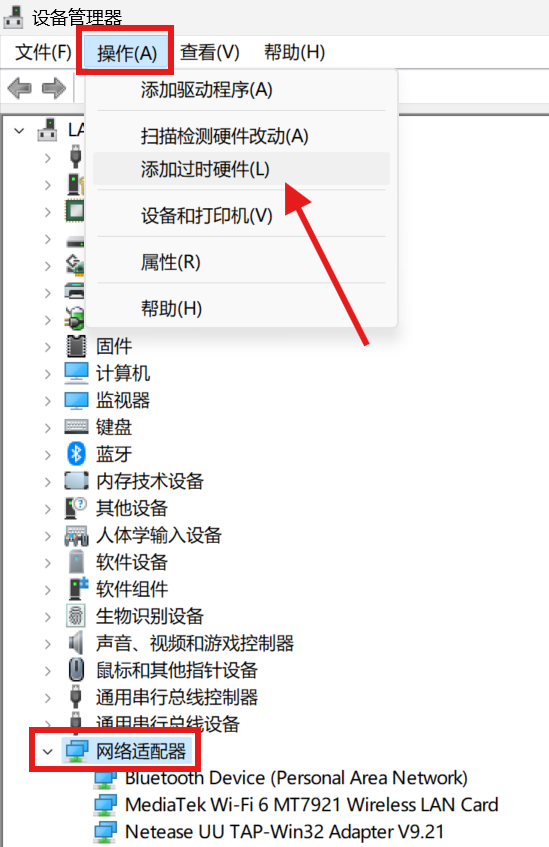 设备管理器
文件(F) 操作(A) 查看(V) 帮助(H)
添加驱动程序(A)
扫描检测硬件改动(A)
添加过时硬件(L)
设备和打印机(V)
属性(R)
帮助(H)
固件
计算机
监视器
键盘
蓝牙
内存技术设备
其他设备
人体学输入设备
软件设备
软件组件
生物识别设备
声音、视频和游戏控制器
鼠标和其他指针设备
通用串行总线控制器
通用串行总线设备
网络适配器
Bluetooth Device (Personal Area Network)
MediaTek Wi-Fi 6 MT7921 Wireless LAN Card
Netease UU TAP-Win32 Adapter V9.21